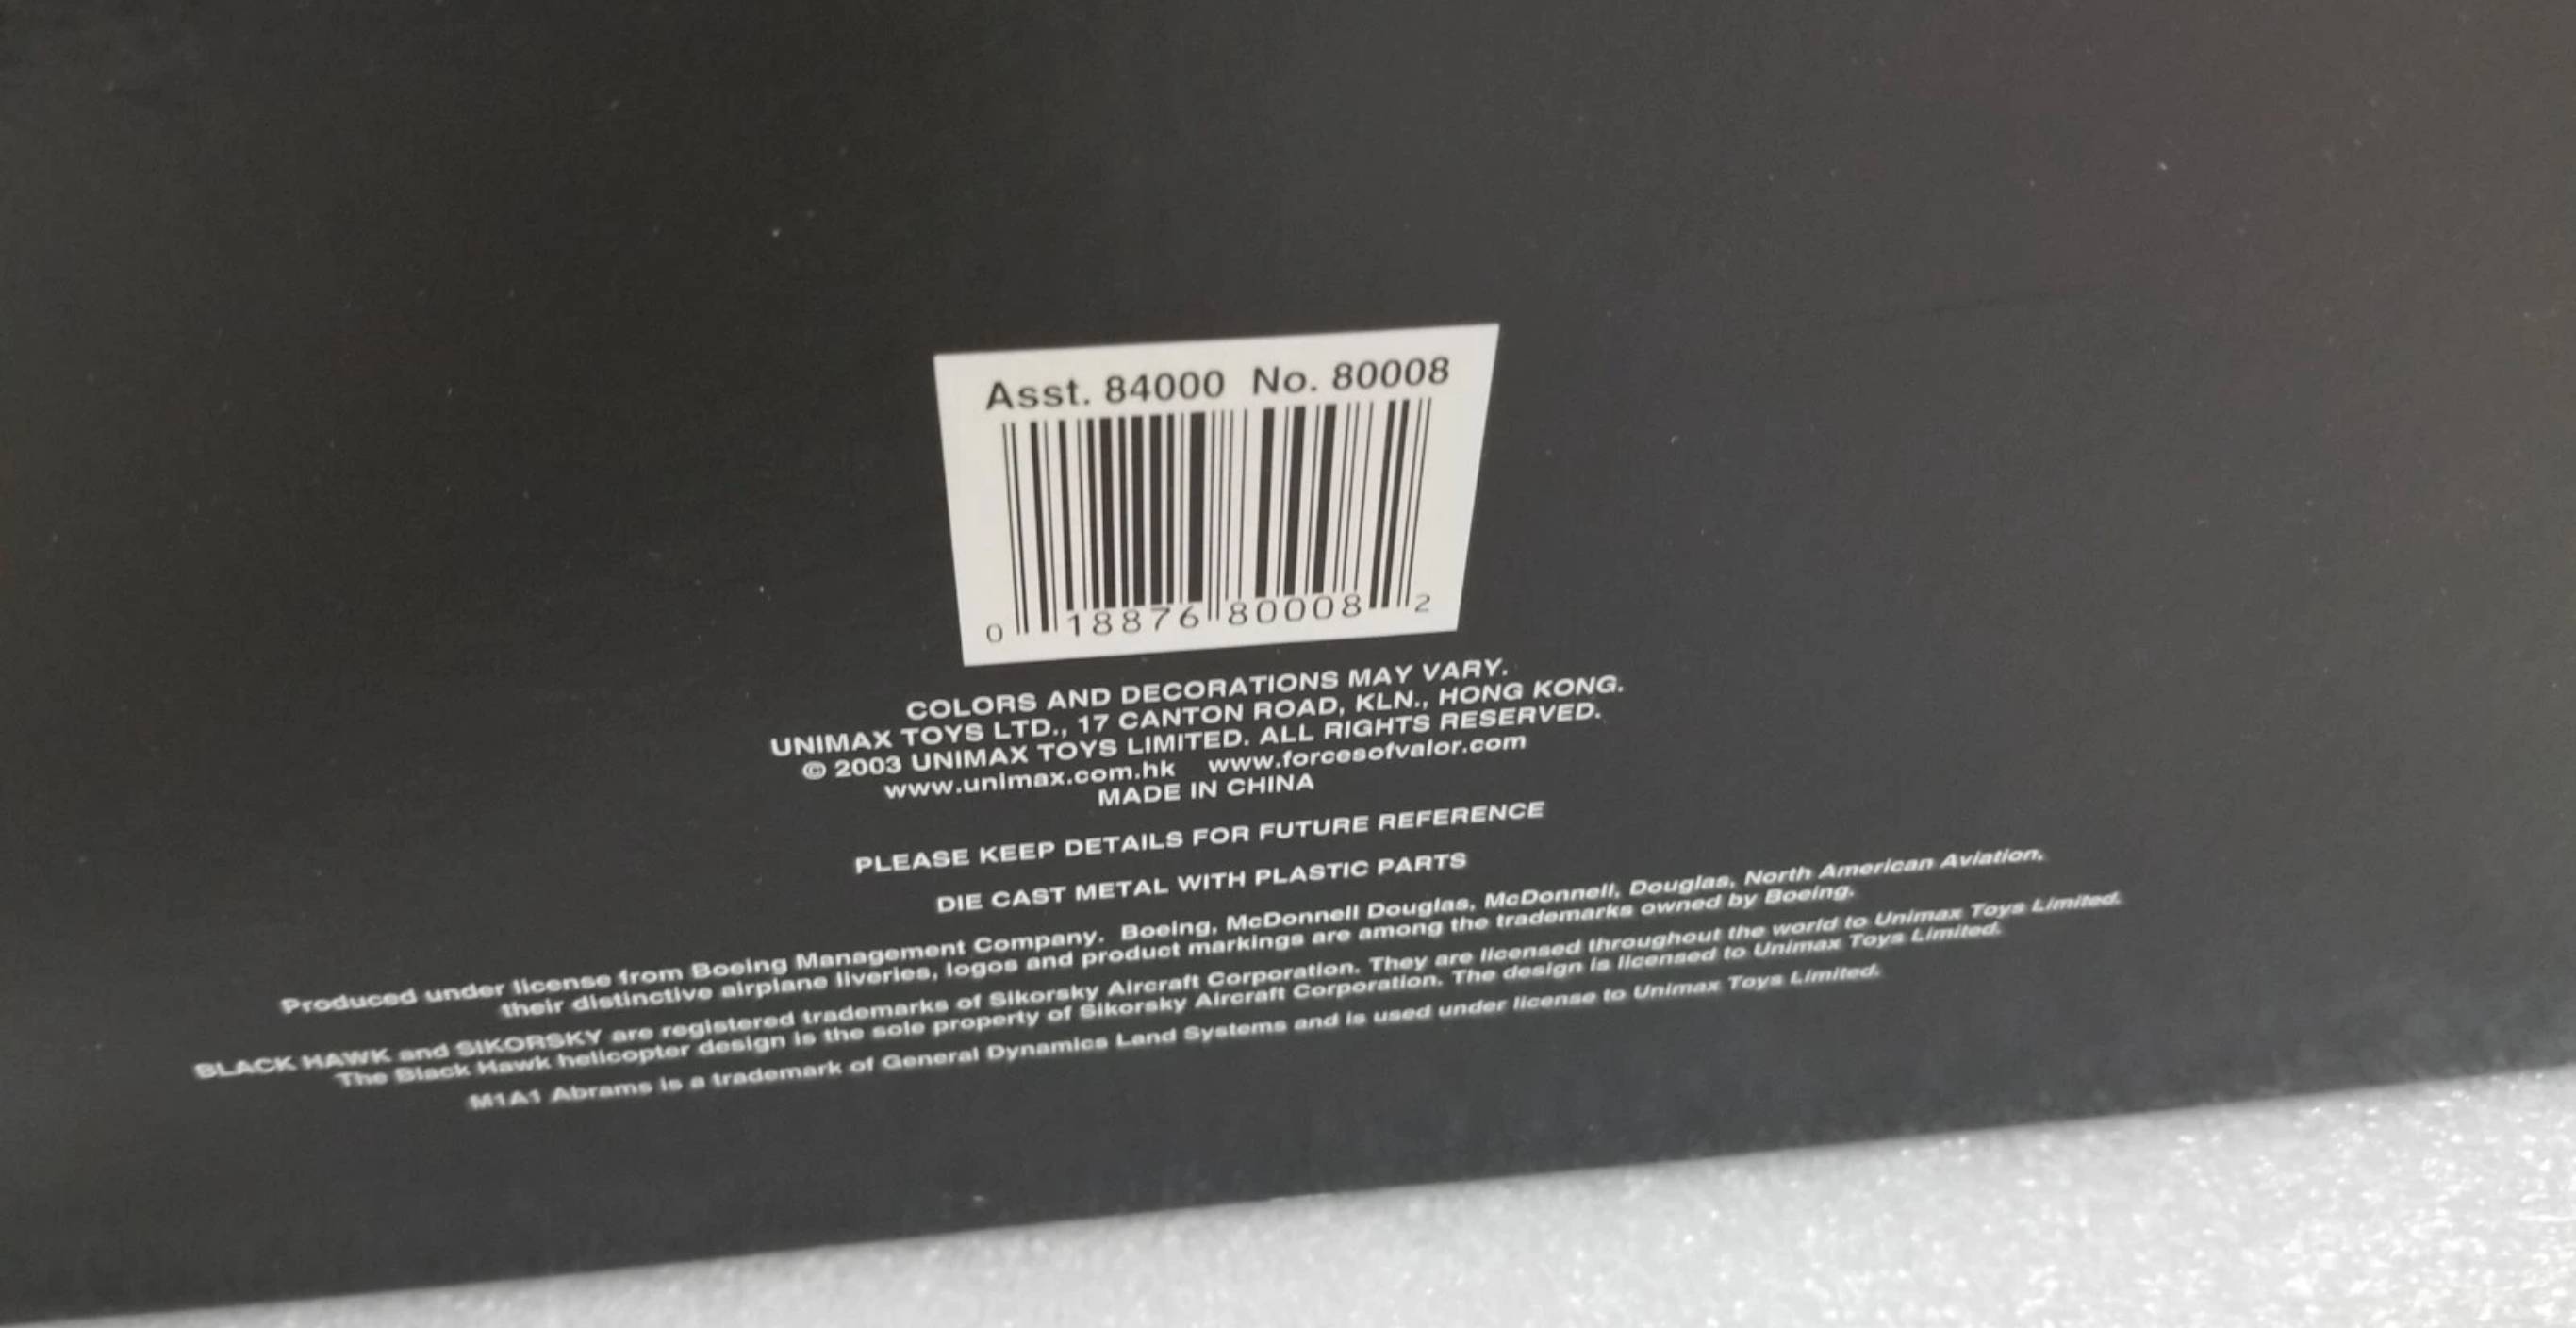 Asst. 84000 No. 80008
0 18876 80008 2
COLORS AND DECORATIONS MAY VARY.
UNIMAX TOYS LTD., 17 CANTON ROAD, KLN., HONG KONG.
© 2003 UNIMAX TOYS LIMITED. ALL RIGHTS RESERVED.
www.unimax.com.hk www.forcesofvalor.com
MADE IN CHINA
PLEASE KEEP DETAILS FOR FUTURE REFERENCE
DIE CAST METAL WITH PLASTIC PARTS
Produced under license from Boeing Management Company. Boeing, McDonnell Douglas, McDonnell, Douglas, North American Aviation,
their distinctive airplane liveries, logos and product markings are among the trademarks owned by Boeing.
BLACK HAWK and SIKORSKY are registered trademarks of Sikorsky Aircraft Corporation. They are licensed throughout the world to Unimax Toys Limited.
The Black Hawk helicopter design is the sole property of Sikorsky Aircraft Corporation. The design is licensed to Unimax Toys Limited.
M1A1 Abrams is a trademark of General Dynamics Land Systems and is used under license to Unimax Toys Limited.